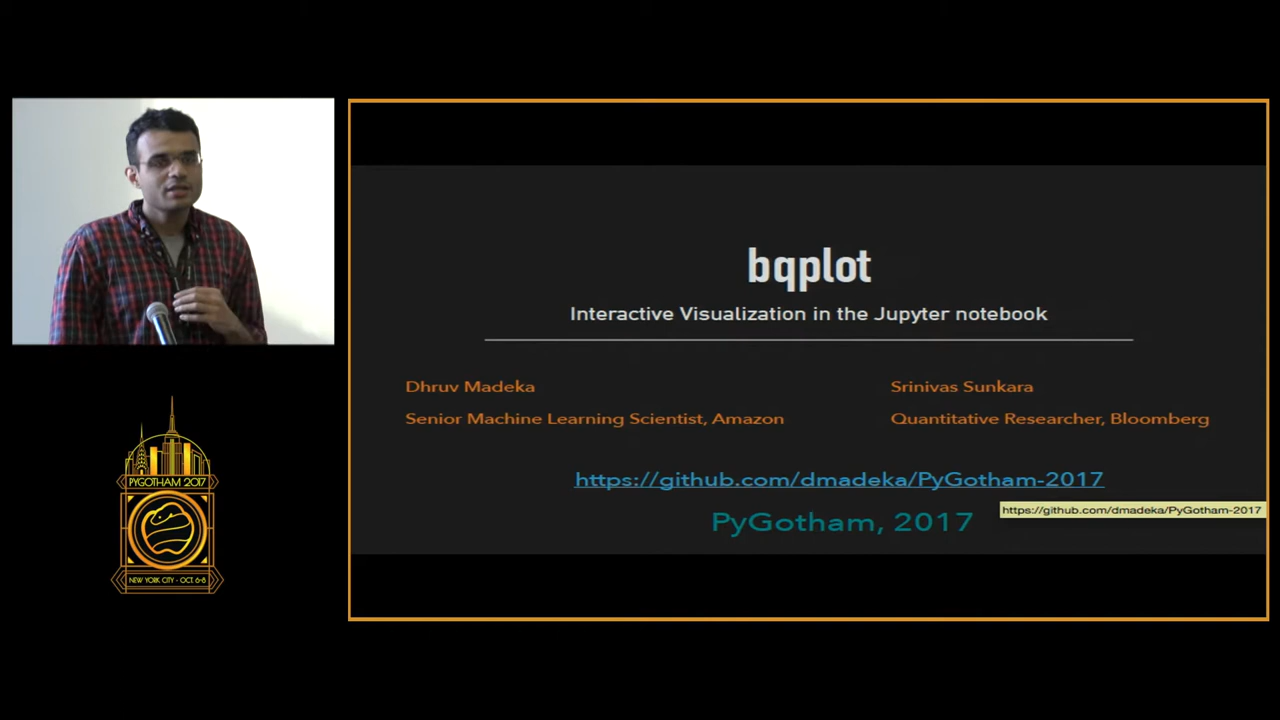 bqplot
Interactive Visualization in the Jupyter notebook
Dhruv Madeka
Senior Machine Learning Scientist, Amazon
Srinivas Sunkara
Quantitative Researcher, Bloomberg
https://github.com/dmadeka/PyGotham-2017
https://github.com/dmadeka/PyGotham-2017
PyGotham, 2017
PYGOTHAM 2017
NEW YORK CITY - OCT. 6-8